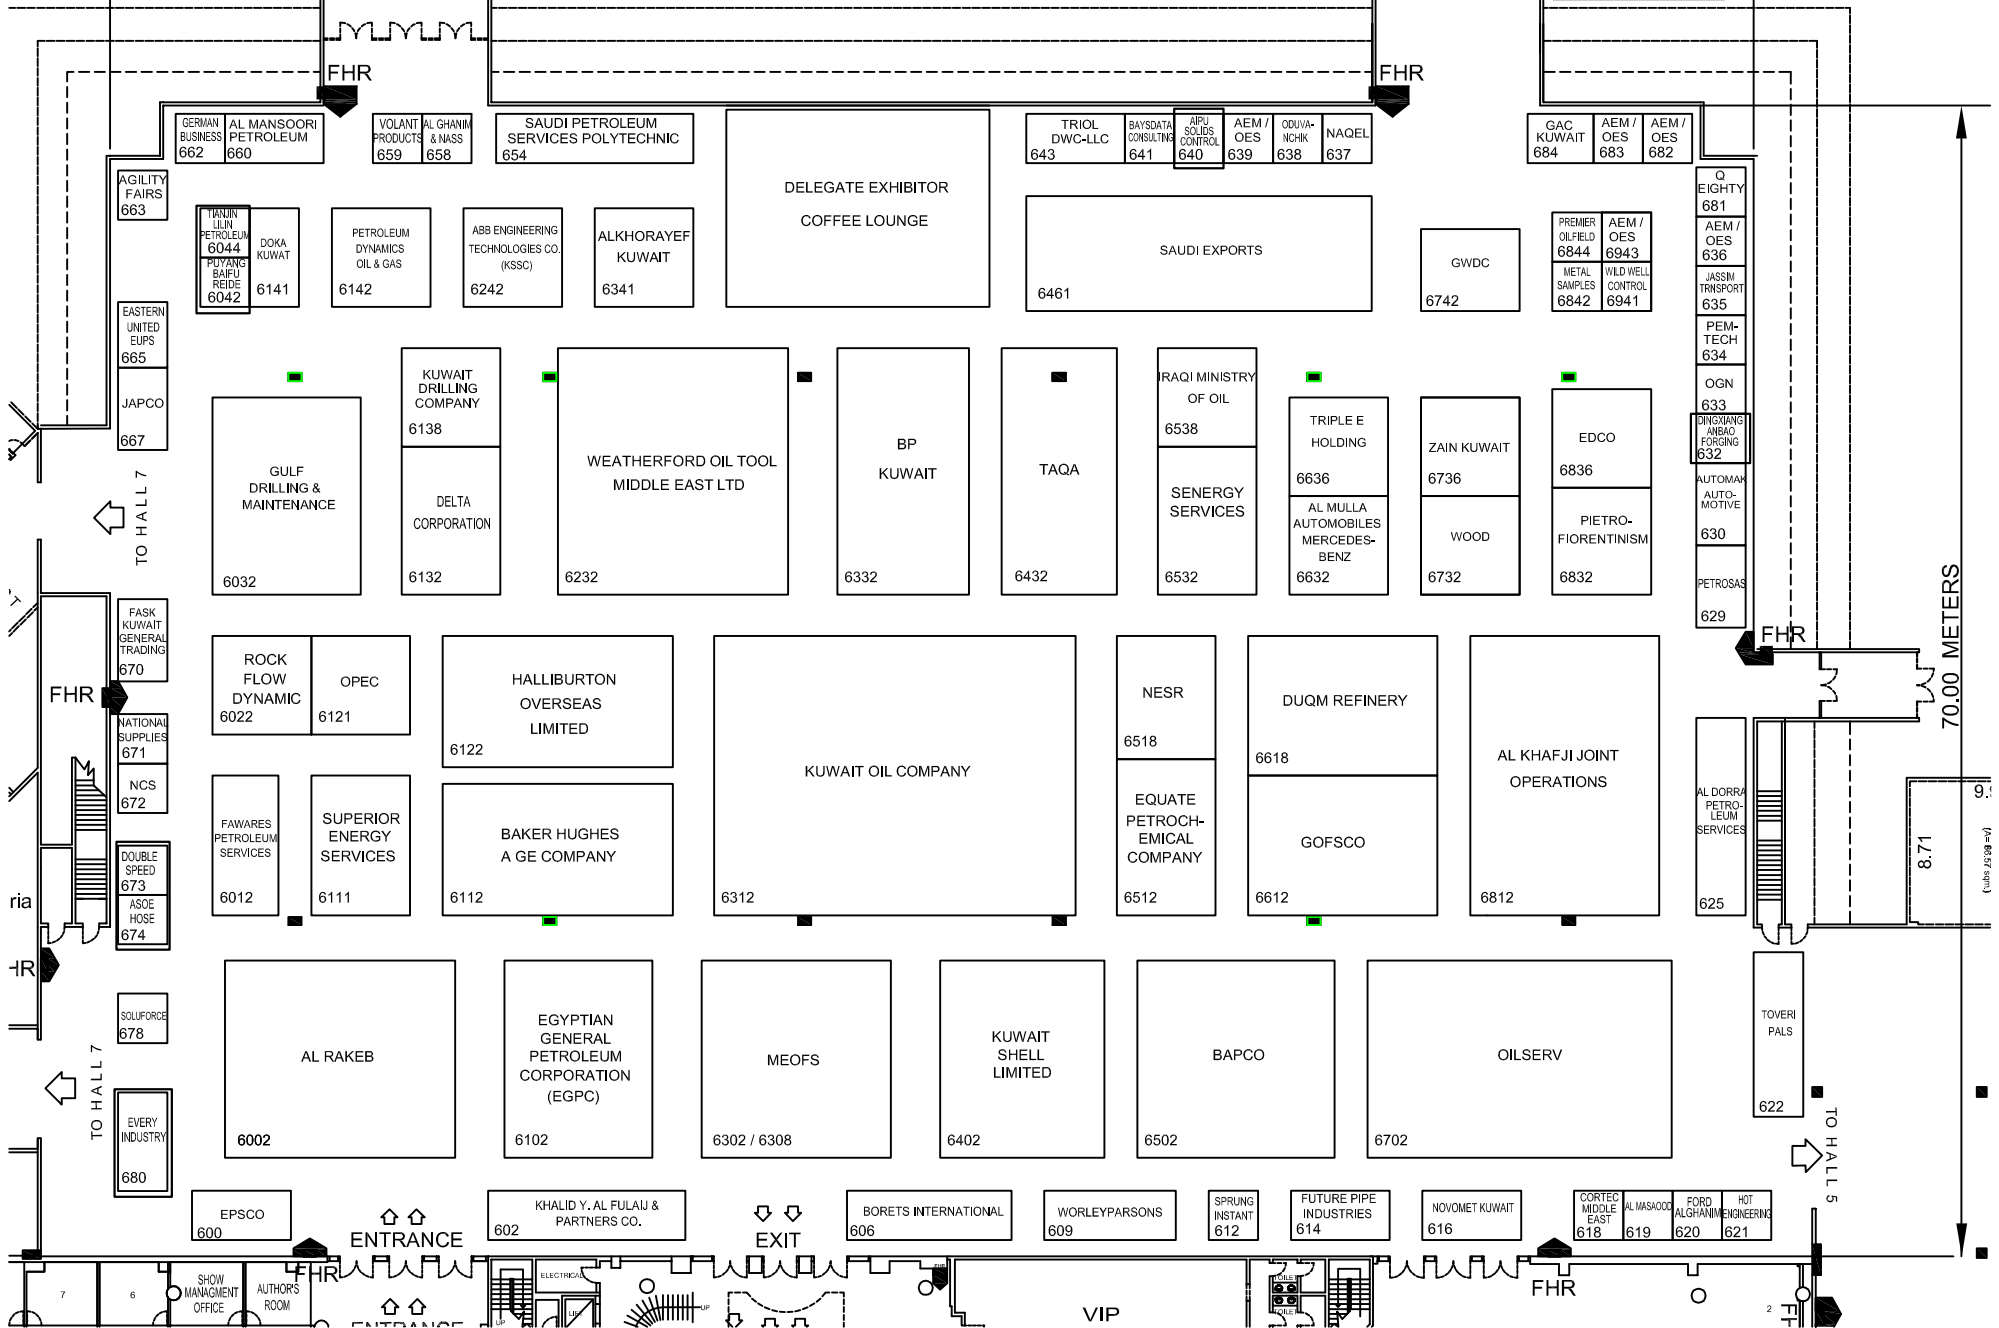 FHR
FHR
GERMAN
BUSINESS
662
AL MANSOORI
PETROLEUM
660
VOLANT
PRODUCTS
659
AL GHANIM
& NASS
658
SAUDI PETROLEUM
SERVICES POLYTECHNIC
654
DELEGATE EXHIBITOR
COFFEE LOUNGE
TRIOL
DWC-LLC
643
BAYSDATA
CONSULTING
641
AIPU
SOLIDS
CONTROL
640
AEM /
OES
639
ODUVA-
NCHIK
638
NAQEL
637
GAC
KUWAIT
684
AEM /
OES
683
AEM /
OES
682
AGILITY
FAIRS
663
Q
EIGHTY
681
TIANJIN
LILIN
PETROLEUM
6044
PUYANG
BAIFU
REIDE
6042
DOKA
KUWAT
6141
PETROLEUM
DYNAMICS
OIL & GAS
6142
ABB ENGINEERING
TECHNOLOGIES CO.
(KSSC)
6242
ALKHORAYEF
KUWAIT
6341
SAUDI EXPORTS
6461
GWDC
6742
PREMIER
OILFIELD
6844
AEM /
OES
6943
METAL
SAMPLES
6842
WILD WELL
CONTROL
6941
AEM /
OES
636
JASSIM
TRNSPORT
635
PEM-
TECH
634
OGN
633
DINGXIANG
ANBAO
FORGING
632
AUTOMAK
AUTO-
MOTIVE
630
PETROSAS
629
EASTERN
UNITED
EUPS
665
JAPCO
667
TO HALL 7
GULF
DRILLING &
MAINTENANCE
6032
KUWAIT
DRILLING
COMPANY
6138
DELTA
CORPORATION
6132
WEATHERFORD OIL TOOL
MIDDLE EAST LTD
6232
BP
KUWAIT
6332
TAQA
6432
IRAQI MINISTRY
OF OIL
6538
SENERGY
SERVICES
6532
TRIPLE E
HOLDING
6636
AL MULLA
AUTOMOBILES
MERCEDES-
BENZ
6632
ZAIN KUWAIT
6736
WOOD
6732
EDCO
6836
PIETRO-
FIORENTINISM
6832
FHR
70.00 METERS
FASK
KUWAIT
GENERAL
TRADING
670
FHR
NATIONAL
SUPPLIES
671
NCS
672
DOUBLE
SPEED
673
ASOE
HOSE
674
ROCK
FLOW
DYNAMIC
6022
OPEC
6121
HALLIBURTON
OVERSEAS
LIMITED
6122
KUWAIT OIL COMPANY
6312
NESR
6518
DUQM REFINERY
6618
AL KHAFJI JOINT
OPERATIONS
6812
FAWARES
PETROLEUM
SERVICES
6012
SUPERIOR
ENERGY
SERVICES
6111
BAKER HUGHES
A GE COMPANY
6112
EQUATE
PETROCH-
EMICAL
COMPANY
6512
GOFSCO
6612
AL DORRA
PETRO-
LEUM
SERVICES
625
8.71
ria
HR
SOLUFORCE
678
TO HALL 7
EVERY
INDUSTRY
680
AL RAKEB
6002
EGYPTIAN
GENERAL
PETROLEUM
CORPORATION
(EGPC)
6102
MEOFS
6302 / 6308
KUWAIT
SHELL
LIMITED
6402
BAPCO
6502
OILSERV
6702
TOVERI
PALS
622
TO HALL 5
EPSCO
600
ENTRANCE
KHALID Y. AL FULAIJ &
PARTNERS CO.
602
EXIT
BORETS INTERNATIONAL
606
WORLEYPARSONS
609
SPRUNG
INSTANT
612
FUTURE PIPE
INDUSTRIES
614
NOVOMET KUWAIT
616
CORTEC
MIDDLE
EAST
618
AL MASAOOD
619
FORD
ALGHANIM
620
HOT
ENGINEERING
621
FHR
FHR
FHR
7
6
SHOW
MANAGMENT
OFFICE
AUTHOR'S
ROOM
ELECTRICAL
LIFT
UP
UP
TOILET
TOILET
VIP
2
ENTRANCE